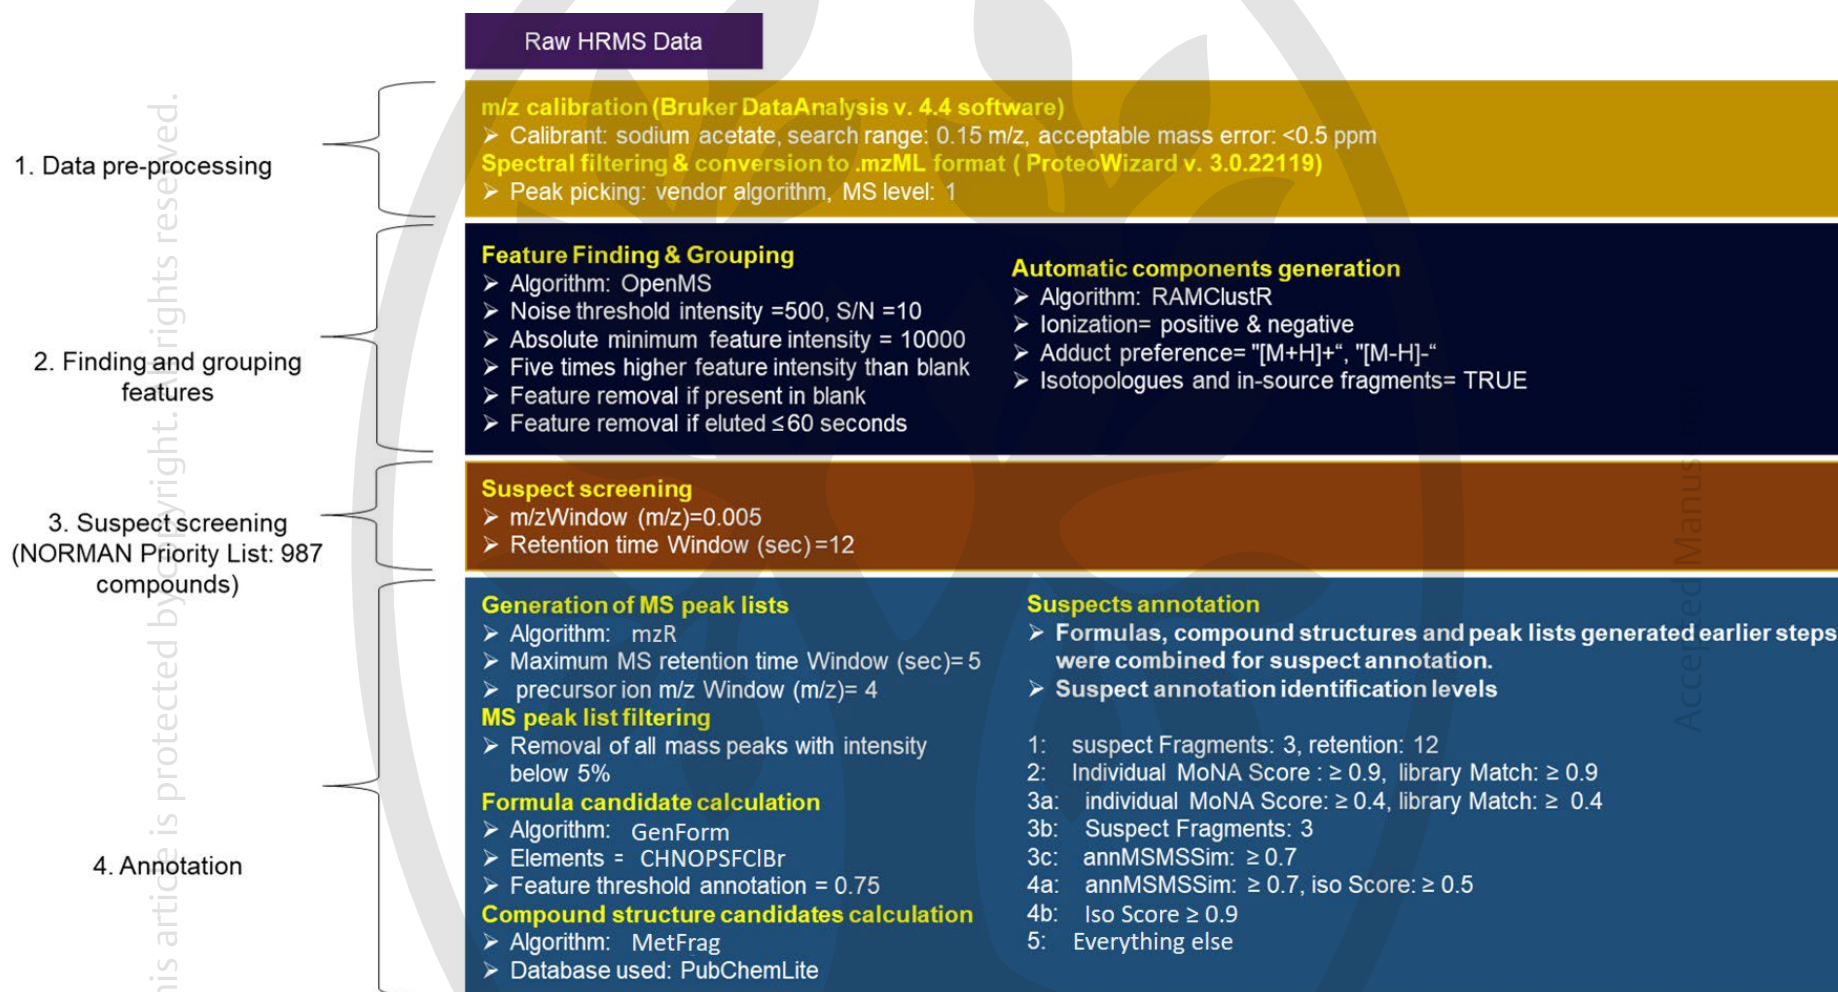 Raw HRMS Data
1. Data pre-processing
m/z calibration (Bruker DataAnalysis v. 4.4 software)
➢ Calibrant: sodium acetate, search range: 0.15 m/z, acceptable mass error: <0.5 ppm
Spectral filtering & conversion to .mzML format ( ProteoWizard v. 3.0.22119)
➢ Peak picking: vendor algorithm, MS level: 1
2. Finding and grouping
features
Feature Finding & Grouping
➢ Algorithm: OpenMS
➢ Noise threshold intensity =500, S/N =10
➢ Absolute minimum feature intensity = 10000
➢ Five times higher feature intensity than blank
➢ Feature removal if present in blank
➢ Feature removal if eluted ≤60 seconds
Automatic components generation
➢ Algorithm: RAMClustR
➢ Ionization= positive & negative
➢ Adduct preference= "[M+H]+“, "[M-H]-“
➢ Isotopologues and in-source fragments= TRUE
3. Suspect screening
(NORMAN Priority List: 987
compounds)
Suspect screening
➢ m/zWindow (m/z)=0.005
➢ Retention time Window (sec)=12
4. Annotation
Generation of MS peak lists
➢ Algorithm: mzR
➢ Maximum MS retention time Window (sec)= 5
➢ precursor ion m/z Window (m/z)= 4
MS peak list filtering
➢ Removal of all mass peaks with intensity
below 5%
Formula candidate calculation
➢ Algorithm: GenForm
➢ Elements = CHNOPSFClBr
➢ Feature threshold annotation = 0.75
Compound structure candidates calculation
➢ Algorithm: MetFrag
➢ Database used: PubChemLite
Suspects annotation
➢ Formulas, compound structures and peak lists generated earlier steps
were combined for suspect annotation.
➢ Suspect annotation identification levels
1: suspect Fragments: 3, retention: 12
2: Individual MoNA Score : ≥ 0.9, library Match: ≥ 0.9
3a: individual MoNA Score: ≥ 0.4, library Match: ≥ 0.4
3b: Suspect Fragments: 3
3c: annMSMSSim: ≥ 0.7
4a: annMSMSSim: ≥ 0.7, iso Score: ≥ 0.5
4b: Iso Score ≥ 0.9
5: Everything else
article is protected by copyright. All rights reserved.
Accepted